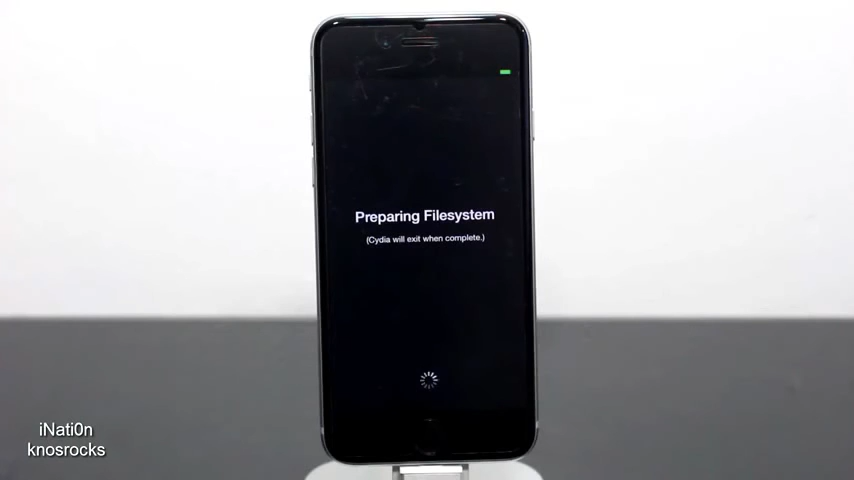 Preparing Filesystem
(Cydia will exit when complete.)
iNati0n
knosrocks